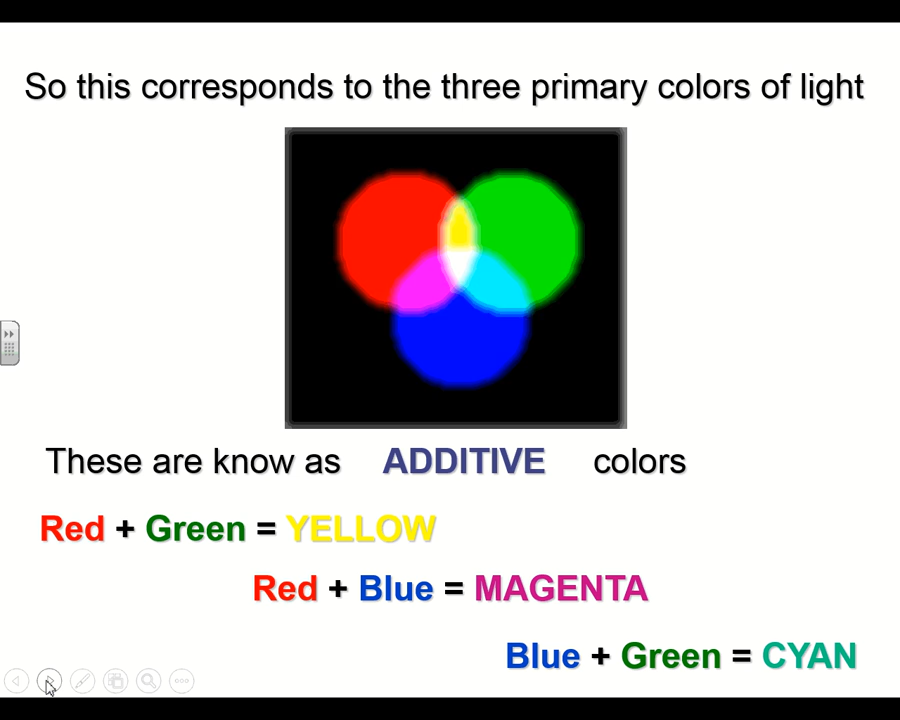 So this corresponds to the three primary colors of light
These are know as ADDITIVE colors
Red + Green = YELLOW
Red + Blue = MAGENTA
Blue + Green = CYAN